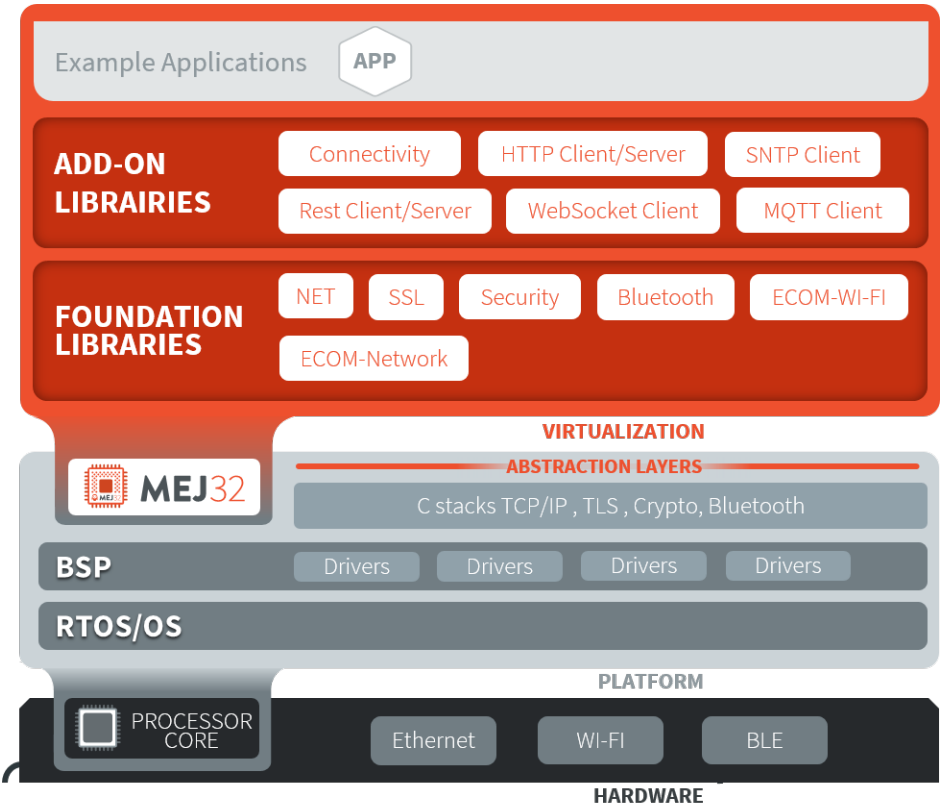 Example Applications APP
ADD-ON
LIBRAIRIES
Connectivity HTTP Client/Server SNTP Client
Rest Client/Server WebSocket Client MQTT Client
FOUNDATION
LIBRARIES
NET SSL Security Bluetooth ECOM-WI-FI
ECOM-Network
VIRTUALIZATION
ABSTRACTION LAYERS
MEJ32 MEJ32
C stacks TCP/IP , TLS , Crypto, Bluetooth
BSP Drivers Drivers Drivers Drivers
RTOS/OS
PLATFORM
PROCESSOR
CORE
Ethernet WI-FI BLE
HARDWARE